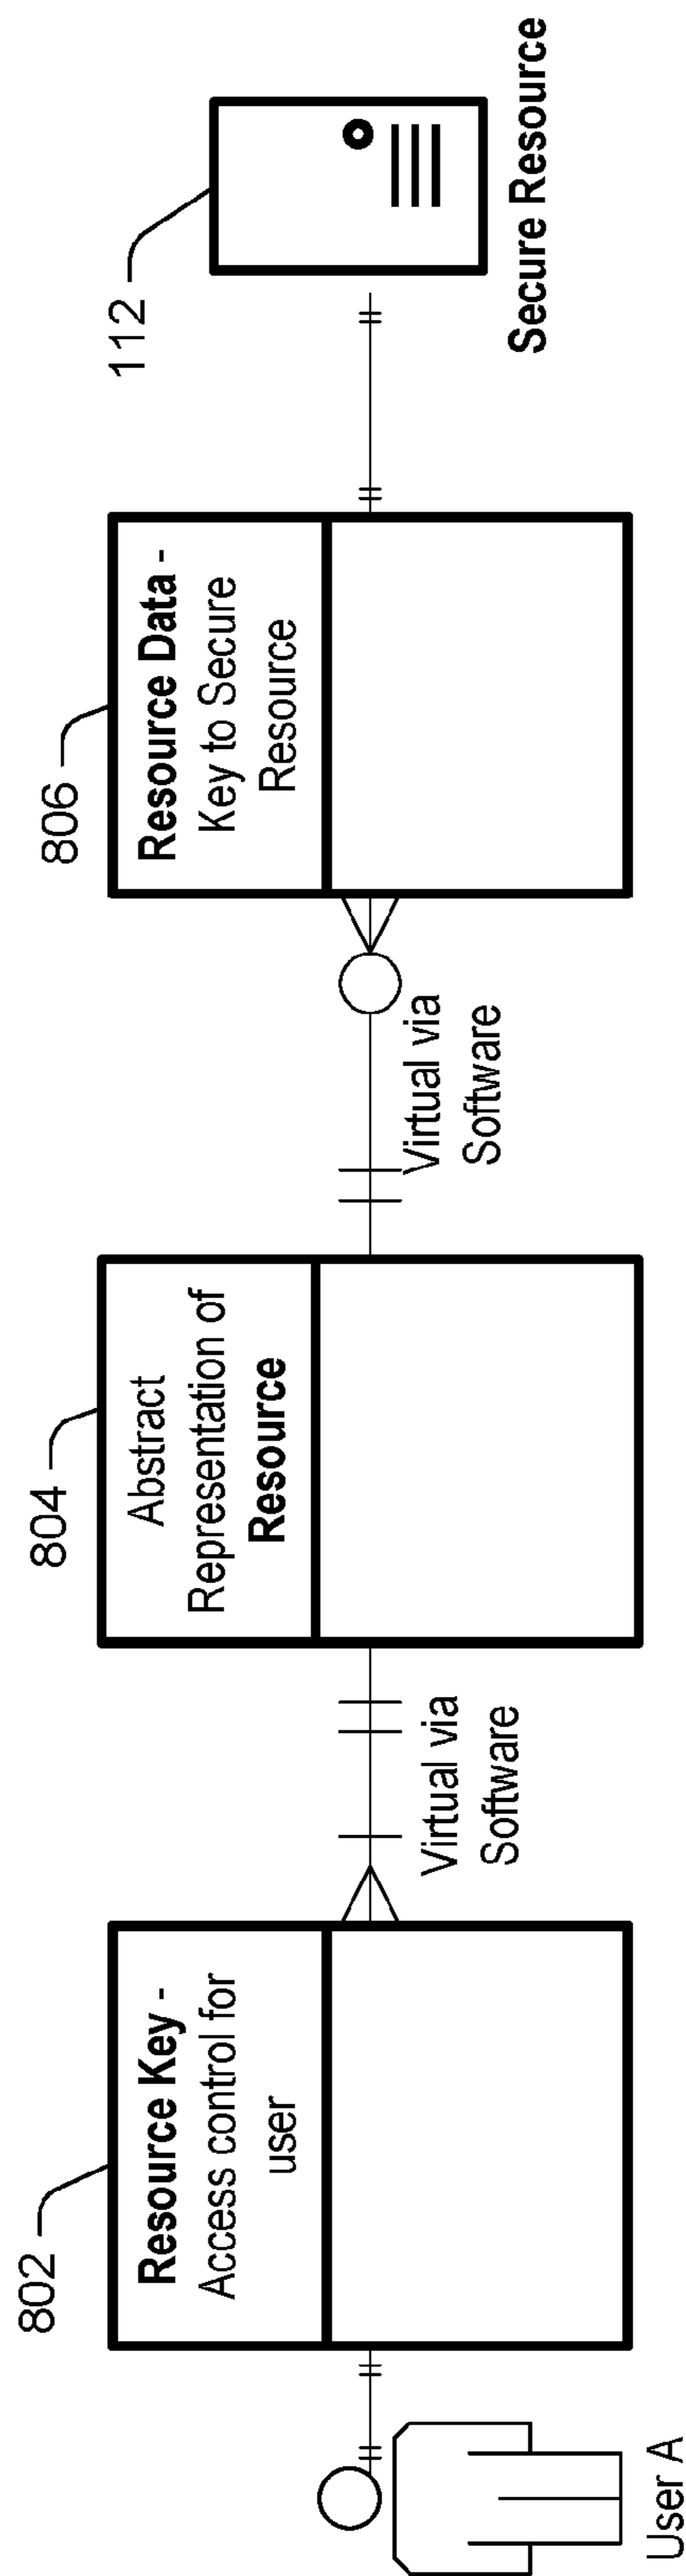 802
Resource Key -
Access control for
user
User A
Virtual via
Software
804
Abstract
Representation of
Resource
Virtual via
Software
806
Resource Data -
Key to Secure
Resource
112
Secure Resource